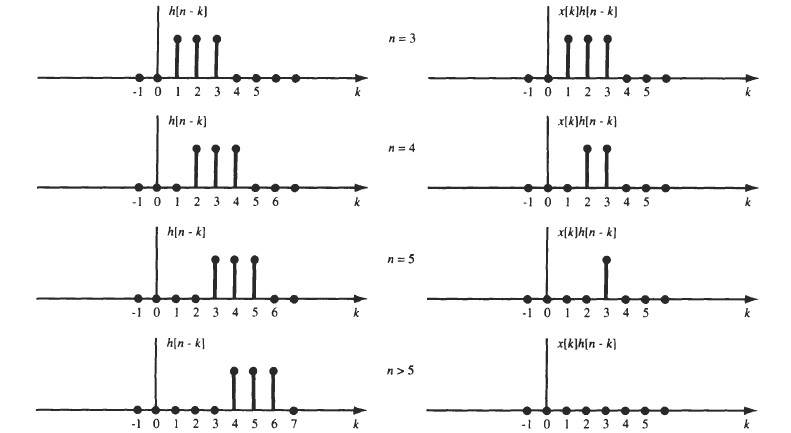 h[n - k] x[k]h[n - k]
n = 3
-1 0 1 2 3 4 5 k -1 0 1 2 3 4 5 k
h[n - k] x[k]h[n - k]
n = 4
-1 0 1 2 3 4 5 6 k -1 0 1 2 3 4 5 k
h[n - k] x[k]h[n - k]
n = 5
-1 0 1 2 3 4 5 6 k -1 0 1 2 3 4 5 k
h[n - k] x[k]h[n - k]
n > 5
-1 0 1 2 3 4 5 6 7 k -1 0 1 2 3 4 5 k